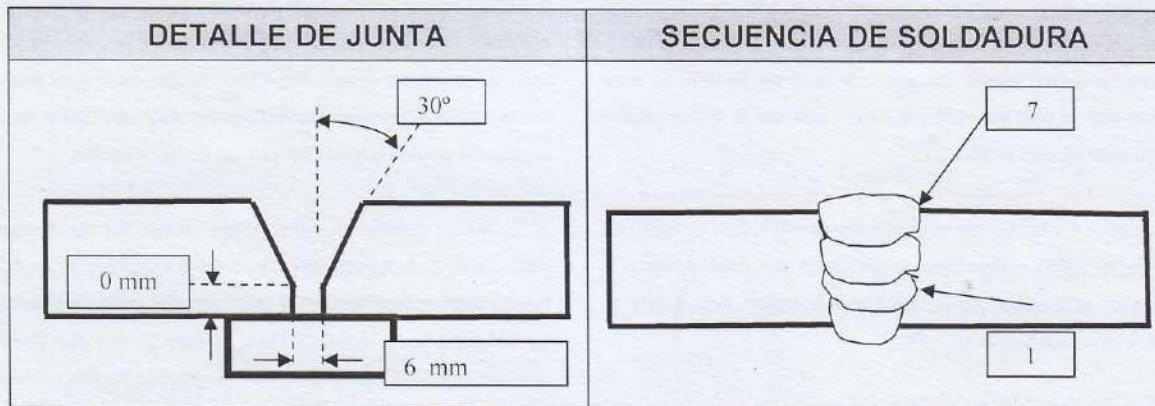 DETALLE DE JUNTA
SECUENCIA DE SOLDADURA
30º
7
0 mm
6 mm
1